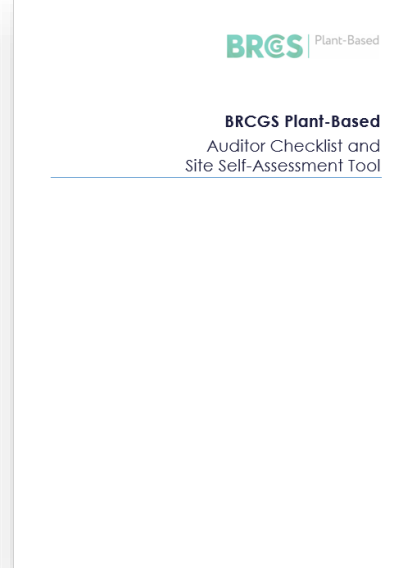 BRCGS Plant-Based
BRCGS Plant-Based
Auditor Checklist and
Site Self-Assessment Tool